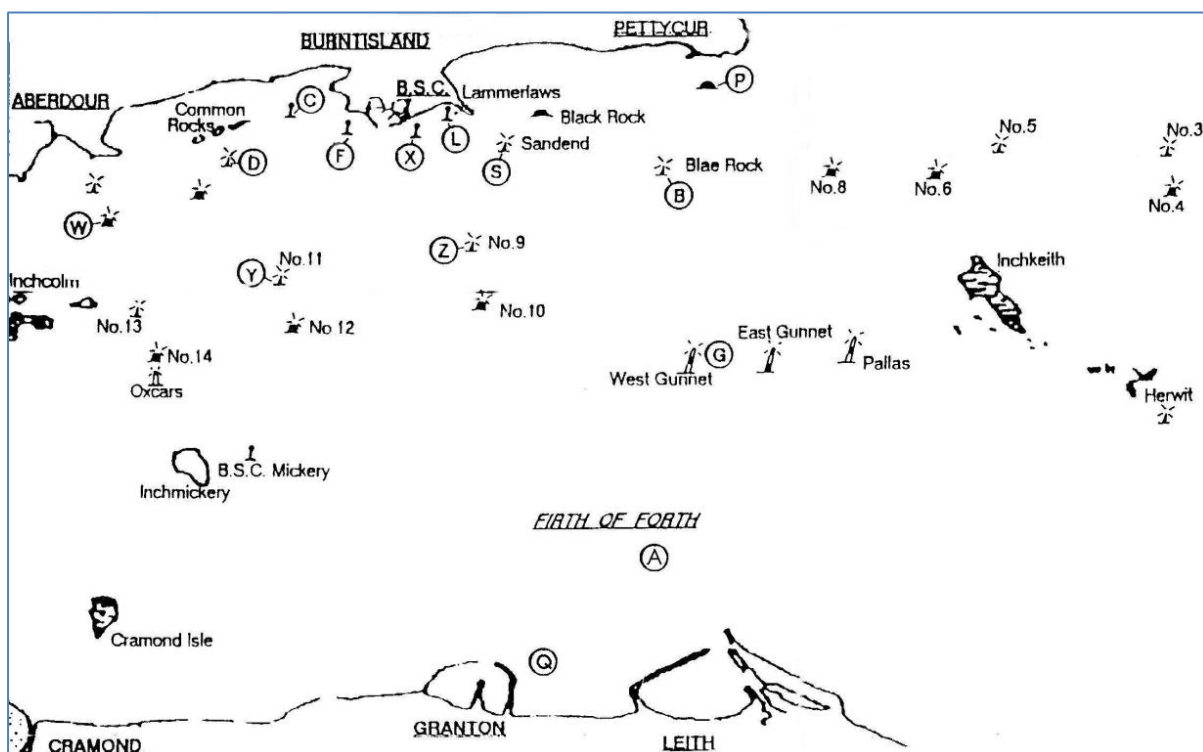 PETTYCUR
BURNTISLAND
B.S.C.
Lammerlaws
P
ABERDOUR
Common
Rocks
C
Black Rock
L
F
X
No.5
No.3
Sandend
D
S
Blae Rock
B
No.8
No.6
No.4
W
Z
No.9
No.11
Y
Inchcolm
Inchkeith
No.10
No.13
No.12
East Gunnet
G
No.14
West Gunnet
Pallas
Oxcars
Herwit
B.S.C. Mickery
Inchmickery
FIRTH OF FORTH
A
Cramond Isle
Q
GRANTON
LEITH
CRAMOND